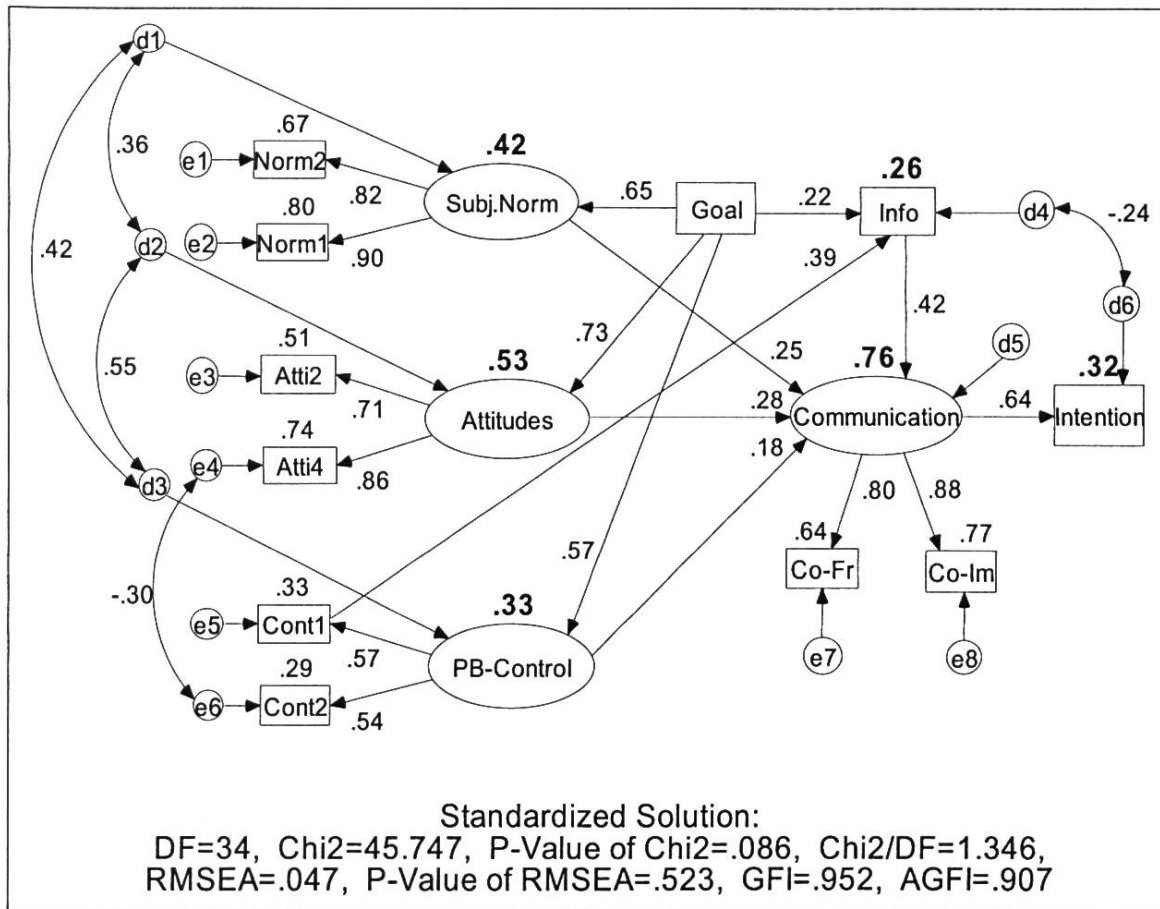 d1
.67
.42
.26
.36
e1
Norm2
.82
Subj.Norm
.65
Goal
.22
Info
d4
-.24
.80
e2
Norm1
.90
d2
.42
.39
.42
d6
.73
.25
.51
.53
.76
d5
.32
.55
e3
Atti2
.71
Attitudes
.28
Communication
.64
Intention
.74
e4
Atti4
.86
.18
d3
.80
.88
.57
.64
.77
Co-Fr
Co-Im
-.30
.33
.33
e5
Cont1
.57
PB-Control
e7
e8
.29
e6
Cont2
.54
Standardized Solution:
DF=34, Chi2=45.747, P-Value of Chi2=.086, Chi2/DF=1.346,
RMSEA=.047, P-Value of RMSEA=.523, GFI=.952, AGFI=.907